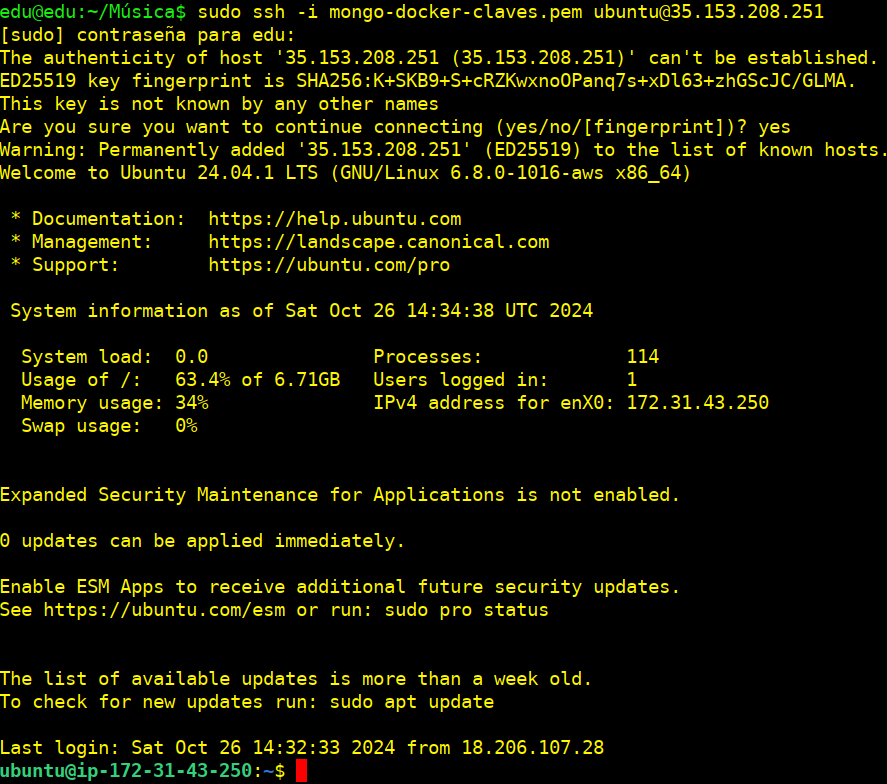 edu@edu:~/Música$ sudo ssh -i mongo-docker-claves.pem ubuntu@35.153.208.251
[sudo] contraseña para edu:
The authenticity of host '35.153.208.251 (35.153.208.251)' can't be established.
ED25519 key fingerprint is SHA256:K+SKB9+S+cRZKwxnoOPanq7s+xDl63+zhGScJC/GLMA.
This key is not known by any other names
Are you sure you want to continue connecting (yes/no/[fingerprint])? yes
Warning: Permanently added '35.153.208.251' (ED25519) to the list of known hosts.
Welcome to Ubuntu 24.04.1 LTS (GNU/Linux 6.8.0-1016-aws x86_64)
* Documentation: https://help.ubuntu.com
* Management: https://landscape.canonical.com
* Support: https://ubuntu.com/pro
System information as of Sat Oct 26 14:34:38 UTC 2024
System load: 0.0 Processes: 114
Usage of /: 63.4% of 6.71GB Users logged in: 1
Memory usage: 34% IPv4 address for enX0: 172.31.43.250
Swap usage: 0%
Expanded Security Maintenance for Applications is not enabled.
0 updates can be applied immediately.
Enable ESM Apps to receive additional future security updates.
See https://ubuntu.com/esm or run: sudo pro status
The list of available updates is more than a week old.
To check for new updates run: sudo apt update
Last login: Sat Oct 26 14:32:33 2024 from 18.206.107.28
ubuntu@ip-172-31-43-250:~$